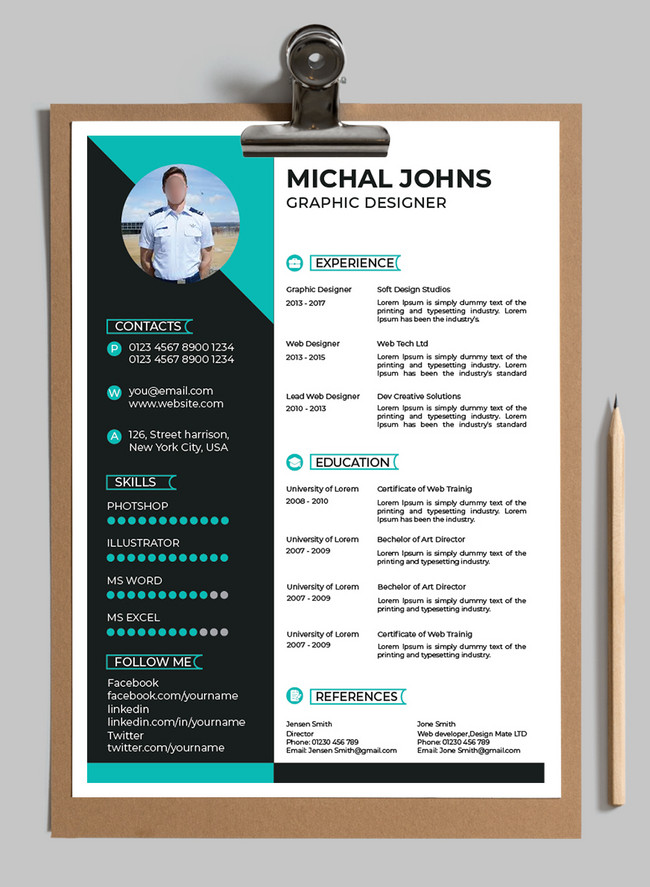 MICHAL JOHNS
GRAPHIC DESIGNER
CONTACTS
P
0123 4567 8900 1234
0123 4567 8900 1234
W
you@email.com
www.website.com
A
126, Street harrison,
New York City, USA
SKILLS
PHOTSHOP
ILLUSTRATOR
MS WORD
MS EXCEL
FOLLOW ME
Facebook
facebook.com/yourname
linkedin
linkedin.com/in/yourname
Twitter
twitter.com/yourname
EXPERIENCE
Graphic Designer
2013 - 2017
Soft Design Studios
Lorem Ipsum is simply dummy text of the
printing and typesetting industry. Lorem
Ipsum has been the industry's.
Web Designer
2013 - 2015
Web Tech Ltd
Lorem Ipsum is simply dummy text of the
printing and typesetting industry. Lorem
Ipsum has been the industry's standard
Lead Web Designer
2010 - 2013
Dev Creative Solutions
Lorem Ipsum is simply dummy text of the
printing and typesetting industry. Lorem
Ipsum has been the industry's standard
EDUCATION
University of Lorem
2008 - 2010
Certificate of Web Trainig
Lorem Ipsum is simply dummy text of the
printing and typesetting industry. Lorem
Ipsum has been the industry.
University of Lorem
2007 - 2009
Bechelor of Art Director
Lorem Ipsum is simply dummy text of the
printing and typesetting industry.
University of Lorem
2007 - 2009
Bechelor of Art Director
Lorem Ipsum is simply dummy text of the
printing and typesetting industry.
University of Lorem
2007 - 2009
Certificate of Web Trainig
Lorem Ipsum is simply dummy text of the
printing and typesetting industry.
REFERENCES
Jensen Smith
Director
Phone: 01230 456 789
Email: Jensen Smith@gmail.com
Jone Smith
Web developer,Design Mate LTD
Phone: 01230 456 789
Email: Jone Smith@gmail.com